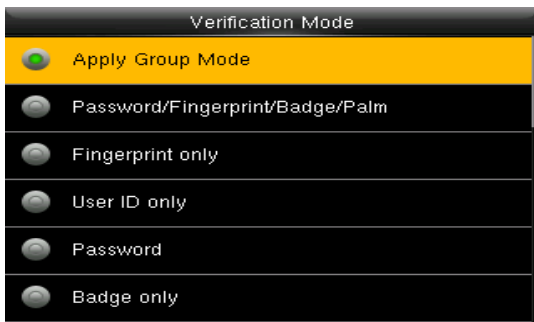 Verification Mode
Apply Group Mode
Password/Fingerprint/Badge/Palm
Fingerprint only
User ID only
Password
Badge only